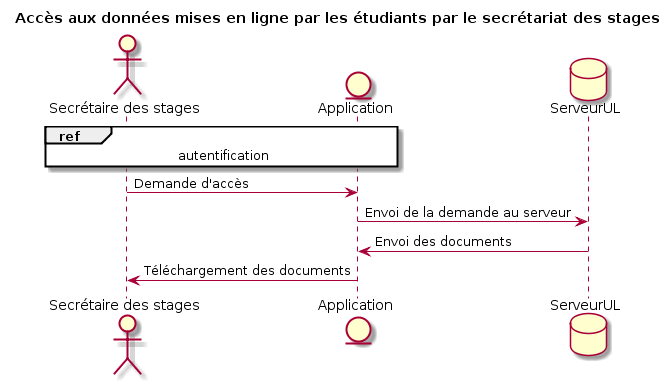 Accès aux données mises en ligne par les étudiants par le secrétariat des stages
Secrétaire des stages
Application
ServeurUL
ref
autentification
Demande d'accès
Envoi de la demande au serveur
Envoi des documents
Téléchargement des documents
Secrétaire des stages
Application
ServeurUL